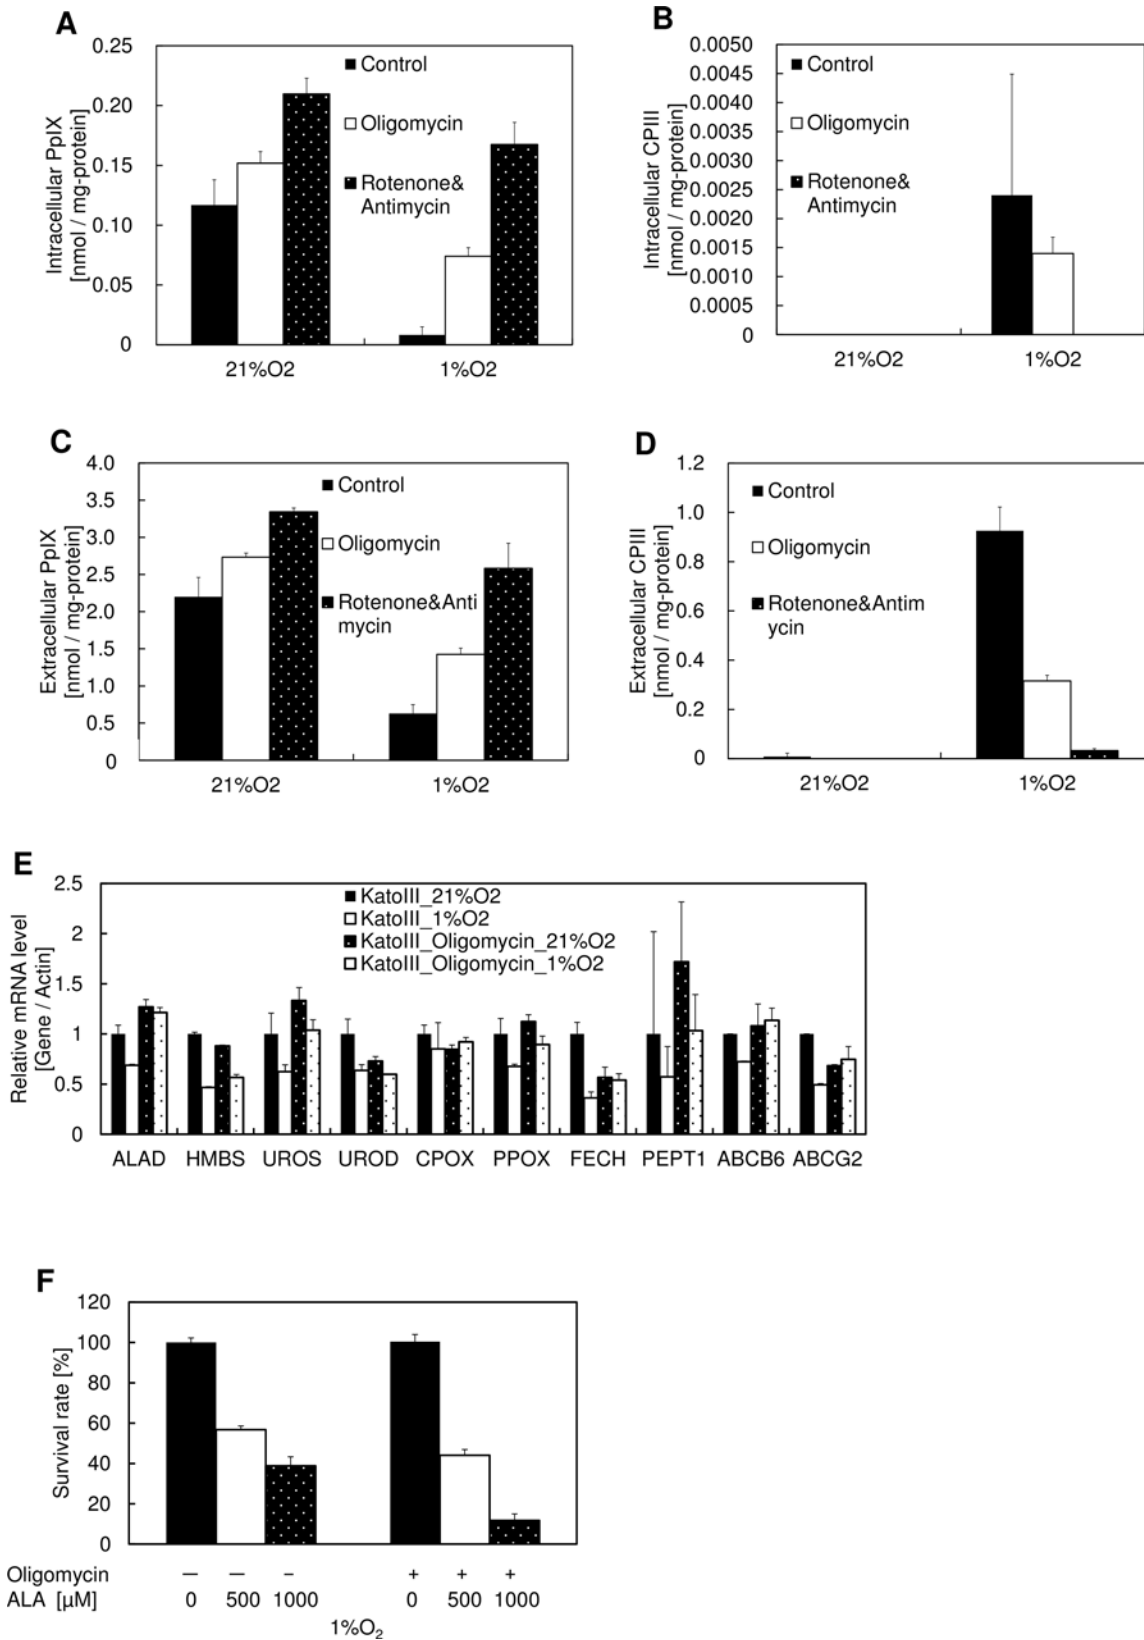 A
Intracellular PpIX
[nmol / mg-protein]
0.25
0.20
0.15
0.10
0.05
0
Control
Oligomycin
Rotenone&
Antimycin
21%O2
1%O2
B
Intracellular CPIII
[nmol / mg-protein]
0.0050
0.0045
0.0040
0.0035
0.0030
0.0025
0.0020
0.0015
0.0010
0.0005
0
Control
Oligomycin
Rotenone&
Antimycin
21%O2
1%O2
C
Extracellular PpIX
[nmol / mg-protein]
4.0
3.5
3.0
2.5
2.0
1.5
1.0
0.5
0
Control
Oligomycin
Rotenone&Anti
mycin
21%O2
1%O2
D
Extracellular CPIII
[nmol / mg-protein]
1.2
1.0
0.8
0.6
0.4
0.2
0
Control
Oligomycin
Rotenone&Antim
ycin
21%O2
1%O2
E
Relative mRNA level
[Gene / Actin]
2.5
2
1.5
1
0.5
0
KatoIII_21%O2
KatoIII_1%O2
KatoIII_Oligomycin_21%O2
KatoIII_Oligomycin_1%O2
ALAD HMBS UROS UROD CPOX PPOX FECH PEPT1 ABCB6 ABCG2
F
Survival rate [%]
120
100
80
60
40
20
0
Oligomycin — — – + + +
ALA [µM] 0 500 1000 0 500 1000
1%O₂